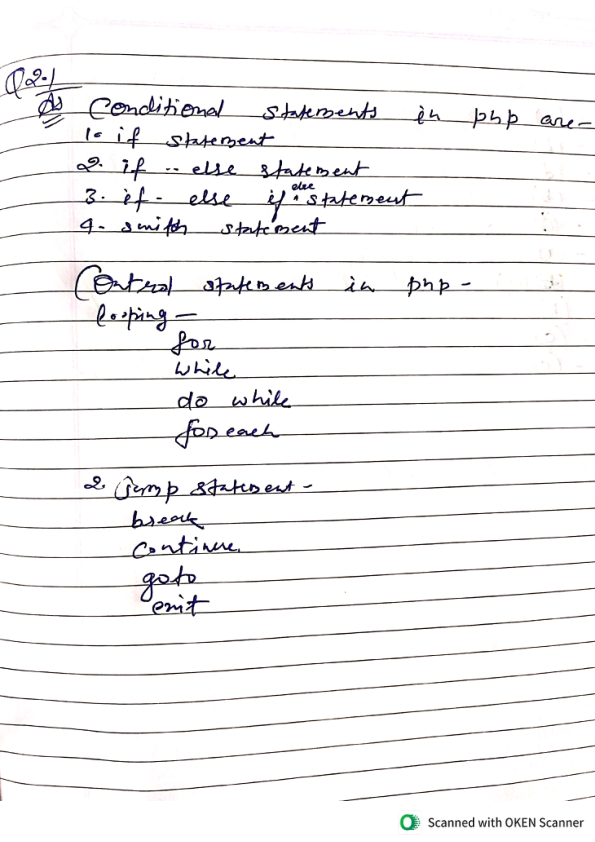 Q2.1
As Conditional statements in php are-
1. if statement
2. if -- else statement
3. if - else if else statement
4. switch statement
Control statements in php -
looping —
for
while
do while
foreach
2. Jump statement -
break
continue
goto
exit
Scanned with OKEN Scanner